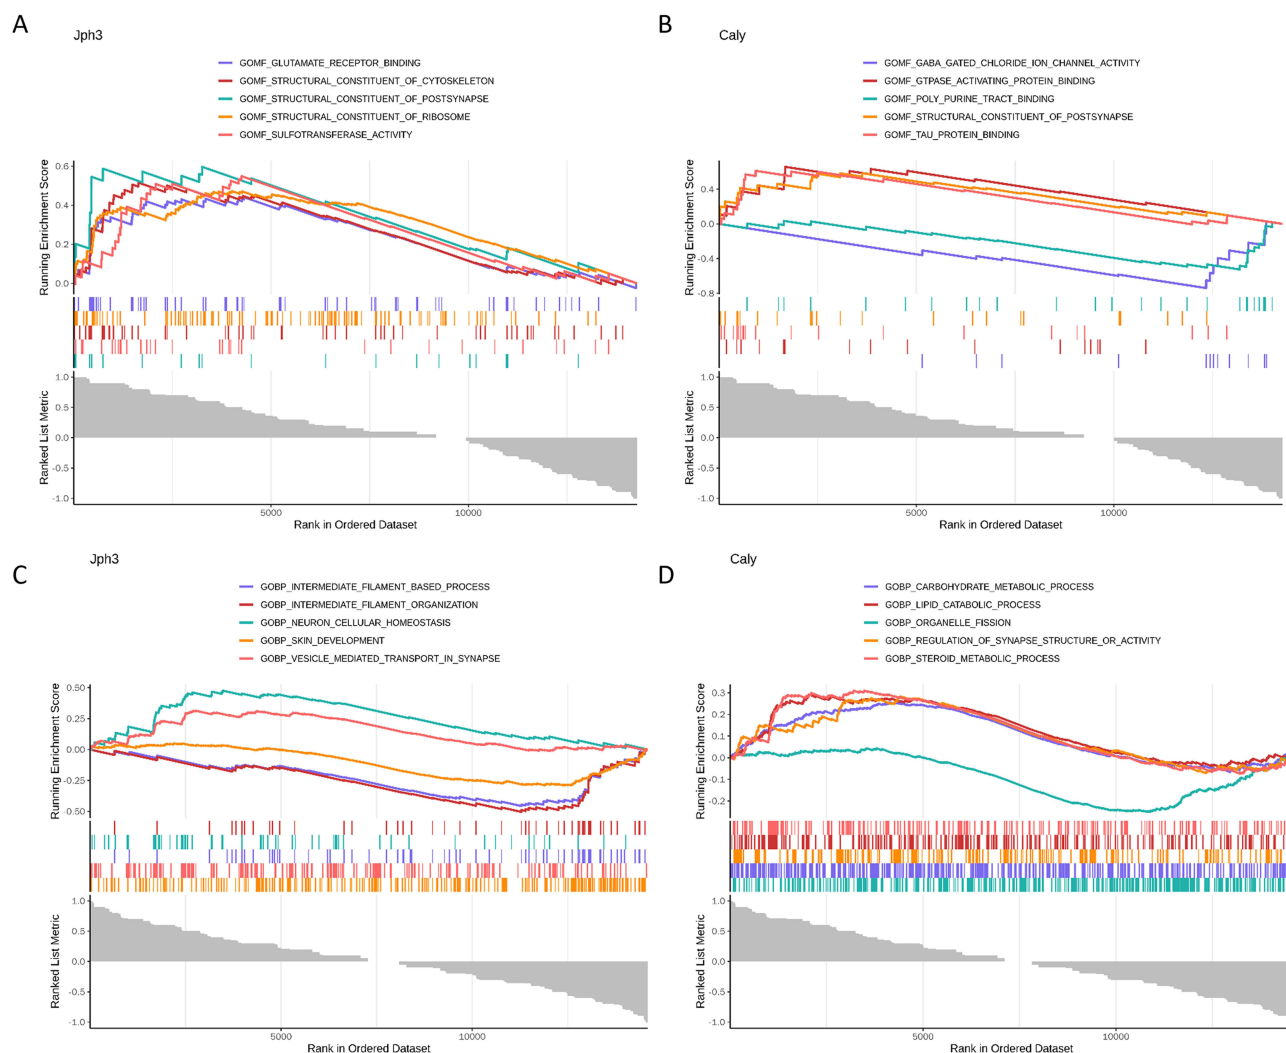 A
Jph3
GOMF_GLUTAMATE_RECEPTOR_BINDING
GOMF_STRUCTURAL_CONSTITUENT_OF_CYTOSKELETON
GOMF_STRUCTURAL_CONSTITUENT_OF_POSTSYNAPSE
GOMF_STRUCTURAL_CONSTITUENT_OF_RIBOSOME
GOMF_SULFOTRANSFERASE_ACTIVITY
Running Enrichment Score
0.6
0.4
0.2
0.0
Ranked List Metric
1.0
0.5
0.0
-0.5
-1.0
5000
10000
Rank in Ordered Dataset
B
Caly
GOMF_GABA_GATED_CHLORIDE_ION_CHANNEL_ACTIVITY
GOMF_GTPASE_ACTIVATING_PROTEIN_BINDING
GOMF_POLY_PURINE_TRACT_BINDING
GOMF_STRUCTURAL_CONSTITUENT_OF_POSTSYNAPSE
GOMF_TAU_PROTEIN_BINDING
Running Enrichment Score
0.4
0.0
-0.4
-0.8
Ranked List Metric
1.0
0.5
0.0
-0.5
-1.0
5000
10000
Rank in Ordered Dataset
C
Jph3
GOBP_INTERMEDIATE_FILAMENT_BASED_PROCESS
GOBP_INTERMEDIATE_FILAMENT_ORGANIZATION
GOBP_NEURON_CELLULAR_HOMEOSTASIS
GOBP_SKIN_DEVELOPMENT
GOBP_VESICLE_MEDIATED_TRANSPORT_IN_SYNAPSE
Running Enrichment Score
0.50
0.25
0.00
-0.25
-0.50
Ranked List Metric
1.0
0.5
0.0
-0.5
-1.0
5000
10000
Rank in Ordered Dataset
D
Caly
GOBP_CARBOHYDRATE_METABOLIC_PROCESS
GOBP_LIPID_CATABOLIC_PROCESS
GOBP_ORGANELLE_FISSION
GOBP_REGULATION_OF_SYNAPSE_STRUCTURE_OR_ACTIVITY
GOBP_STEROID_METABOLIC_PROCESS
Running Enrichment Score
0.3
0.2
0.1
0.0
-0.1
-0.2
Ranked List Metric
1.0
0.5
0.0
-0.5
-1.0
5000
10000
Rank in Ordered Dataset